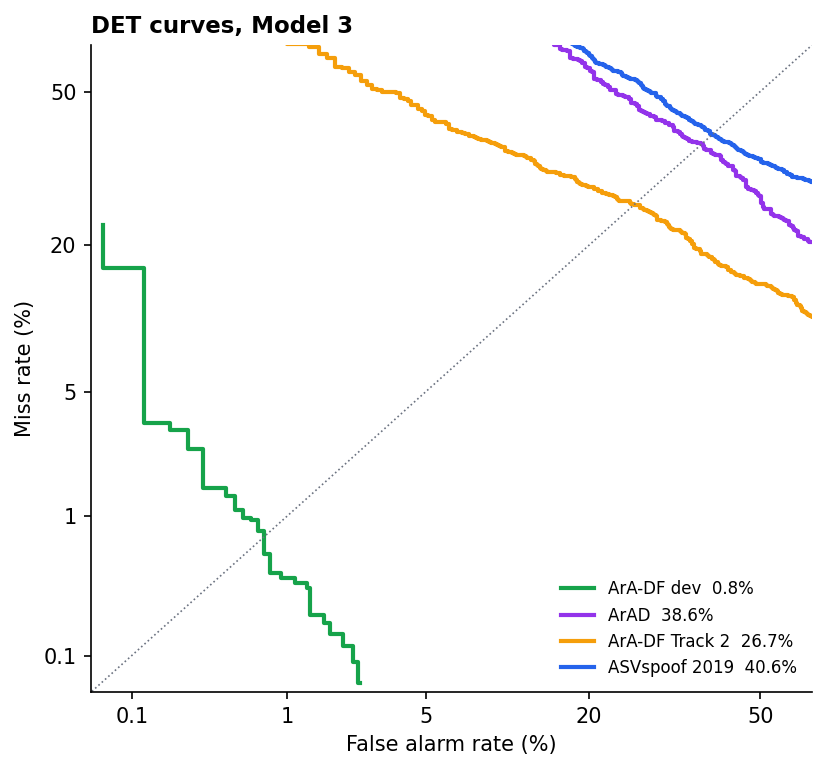 DET curves, Model 3
Miss rate (%)
50
20
5
1
0.1
0.1
1
5
20
50
False alarm rate (%)
ArA-DF dev 0.8%
ArAD 38.6%
ArA-DF Track 2 26.7%
ASVspoof 2019 40.6%